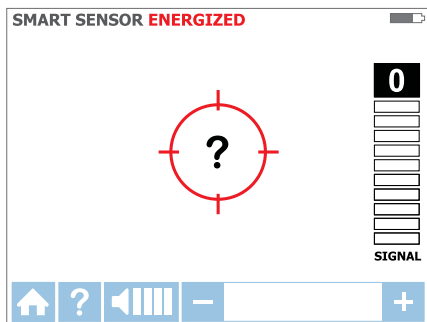 SMART SENSOR ENERGIZED
0
?
SIGNAL
?
−
+